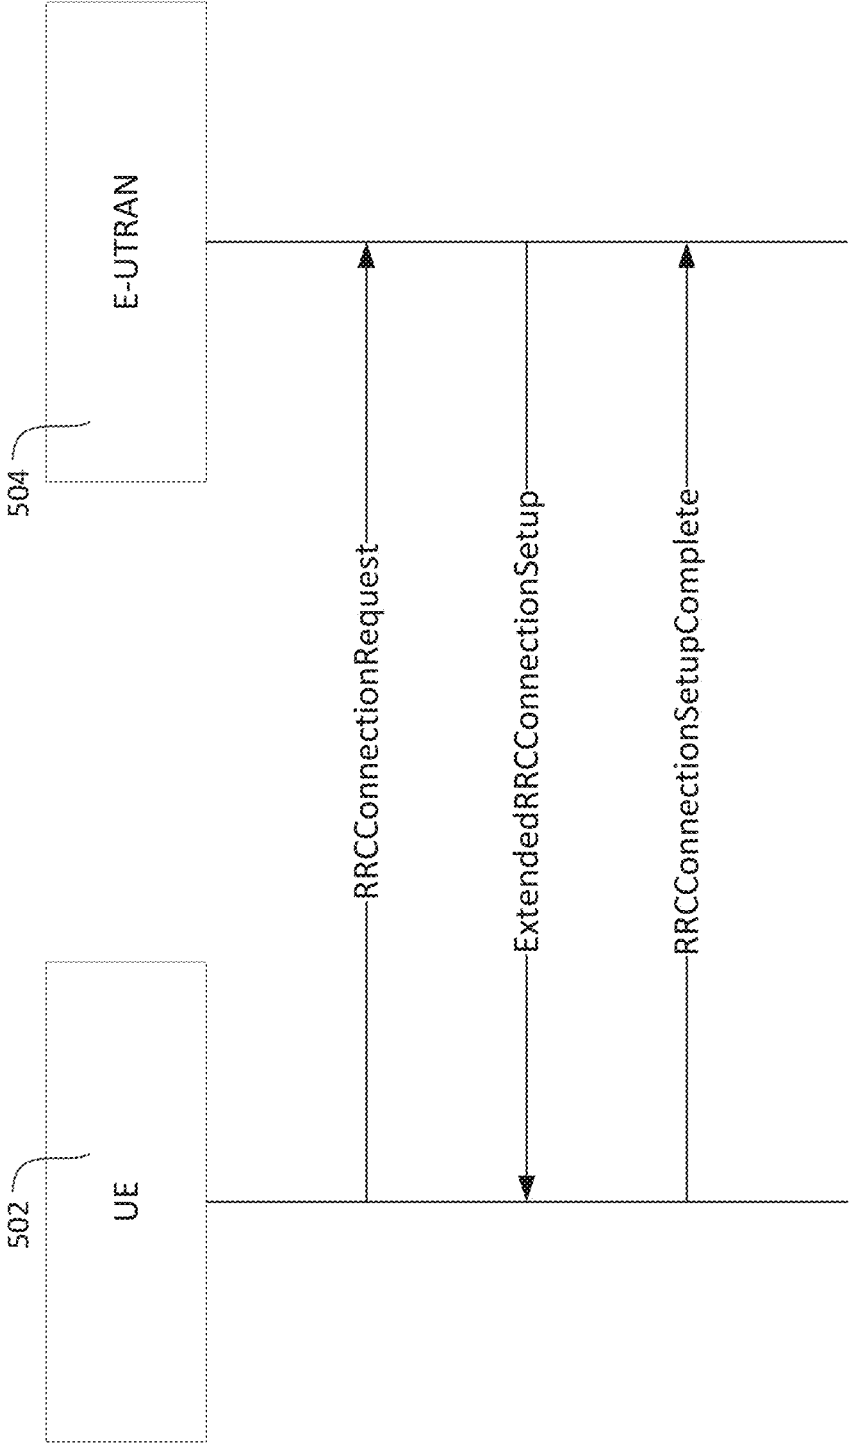 502
UE
504
E-UTRAN
RRCConnectionRequest
ExtendedRRCConnectionSetup
RRCConnectionSetupComplete